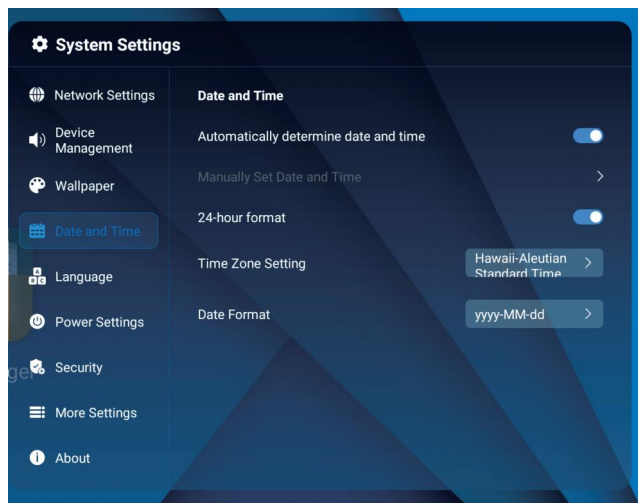 System Settings
Network Settings
Device
Management
Wallpaper
Date and Time
Language
Power Settings
Security
More Settings
About
Date and Time
Automatically determine date and time
Manually Set Date and Time
24-hour format
Time Zone Setting
Hawaii-Aleutian
Standard Time
Date Format
yyyy-MM-dd